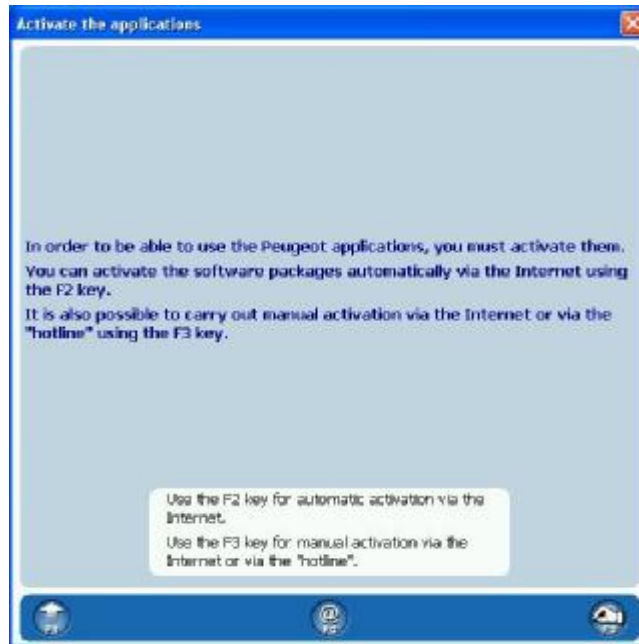 Activate the applications
In order to be able to use the Peugeot applications, you must activate them.
You can activate the software packages automatically via the Internet using
the F2 key.
It is also possible to carry out manual activation via the Internet or via the
"hotline" using the F3 key.
Use the F2 key for automatic activation via the
Internet.
Use the F3 key for manual activation via the
Internet or via the "hotline".
@